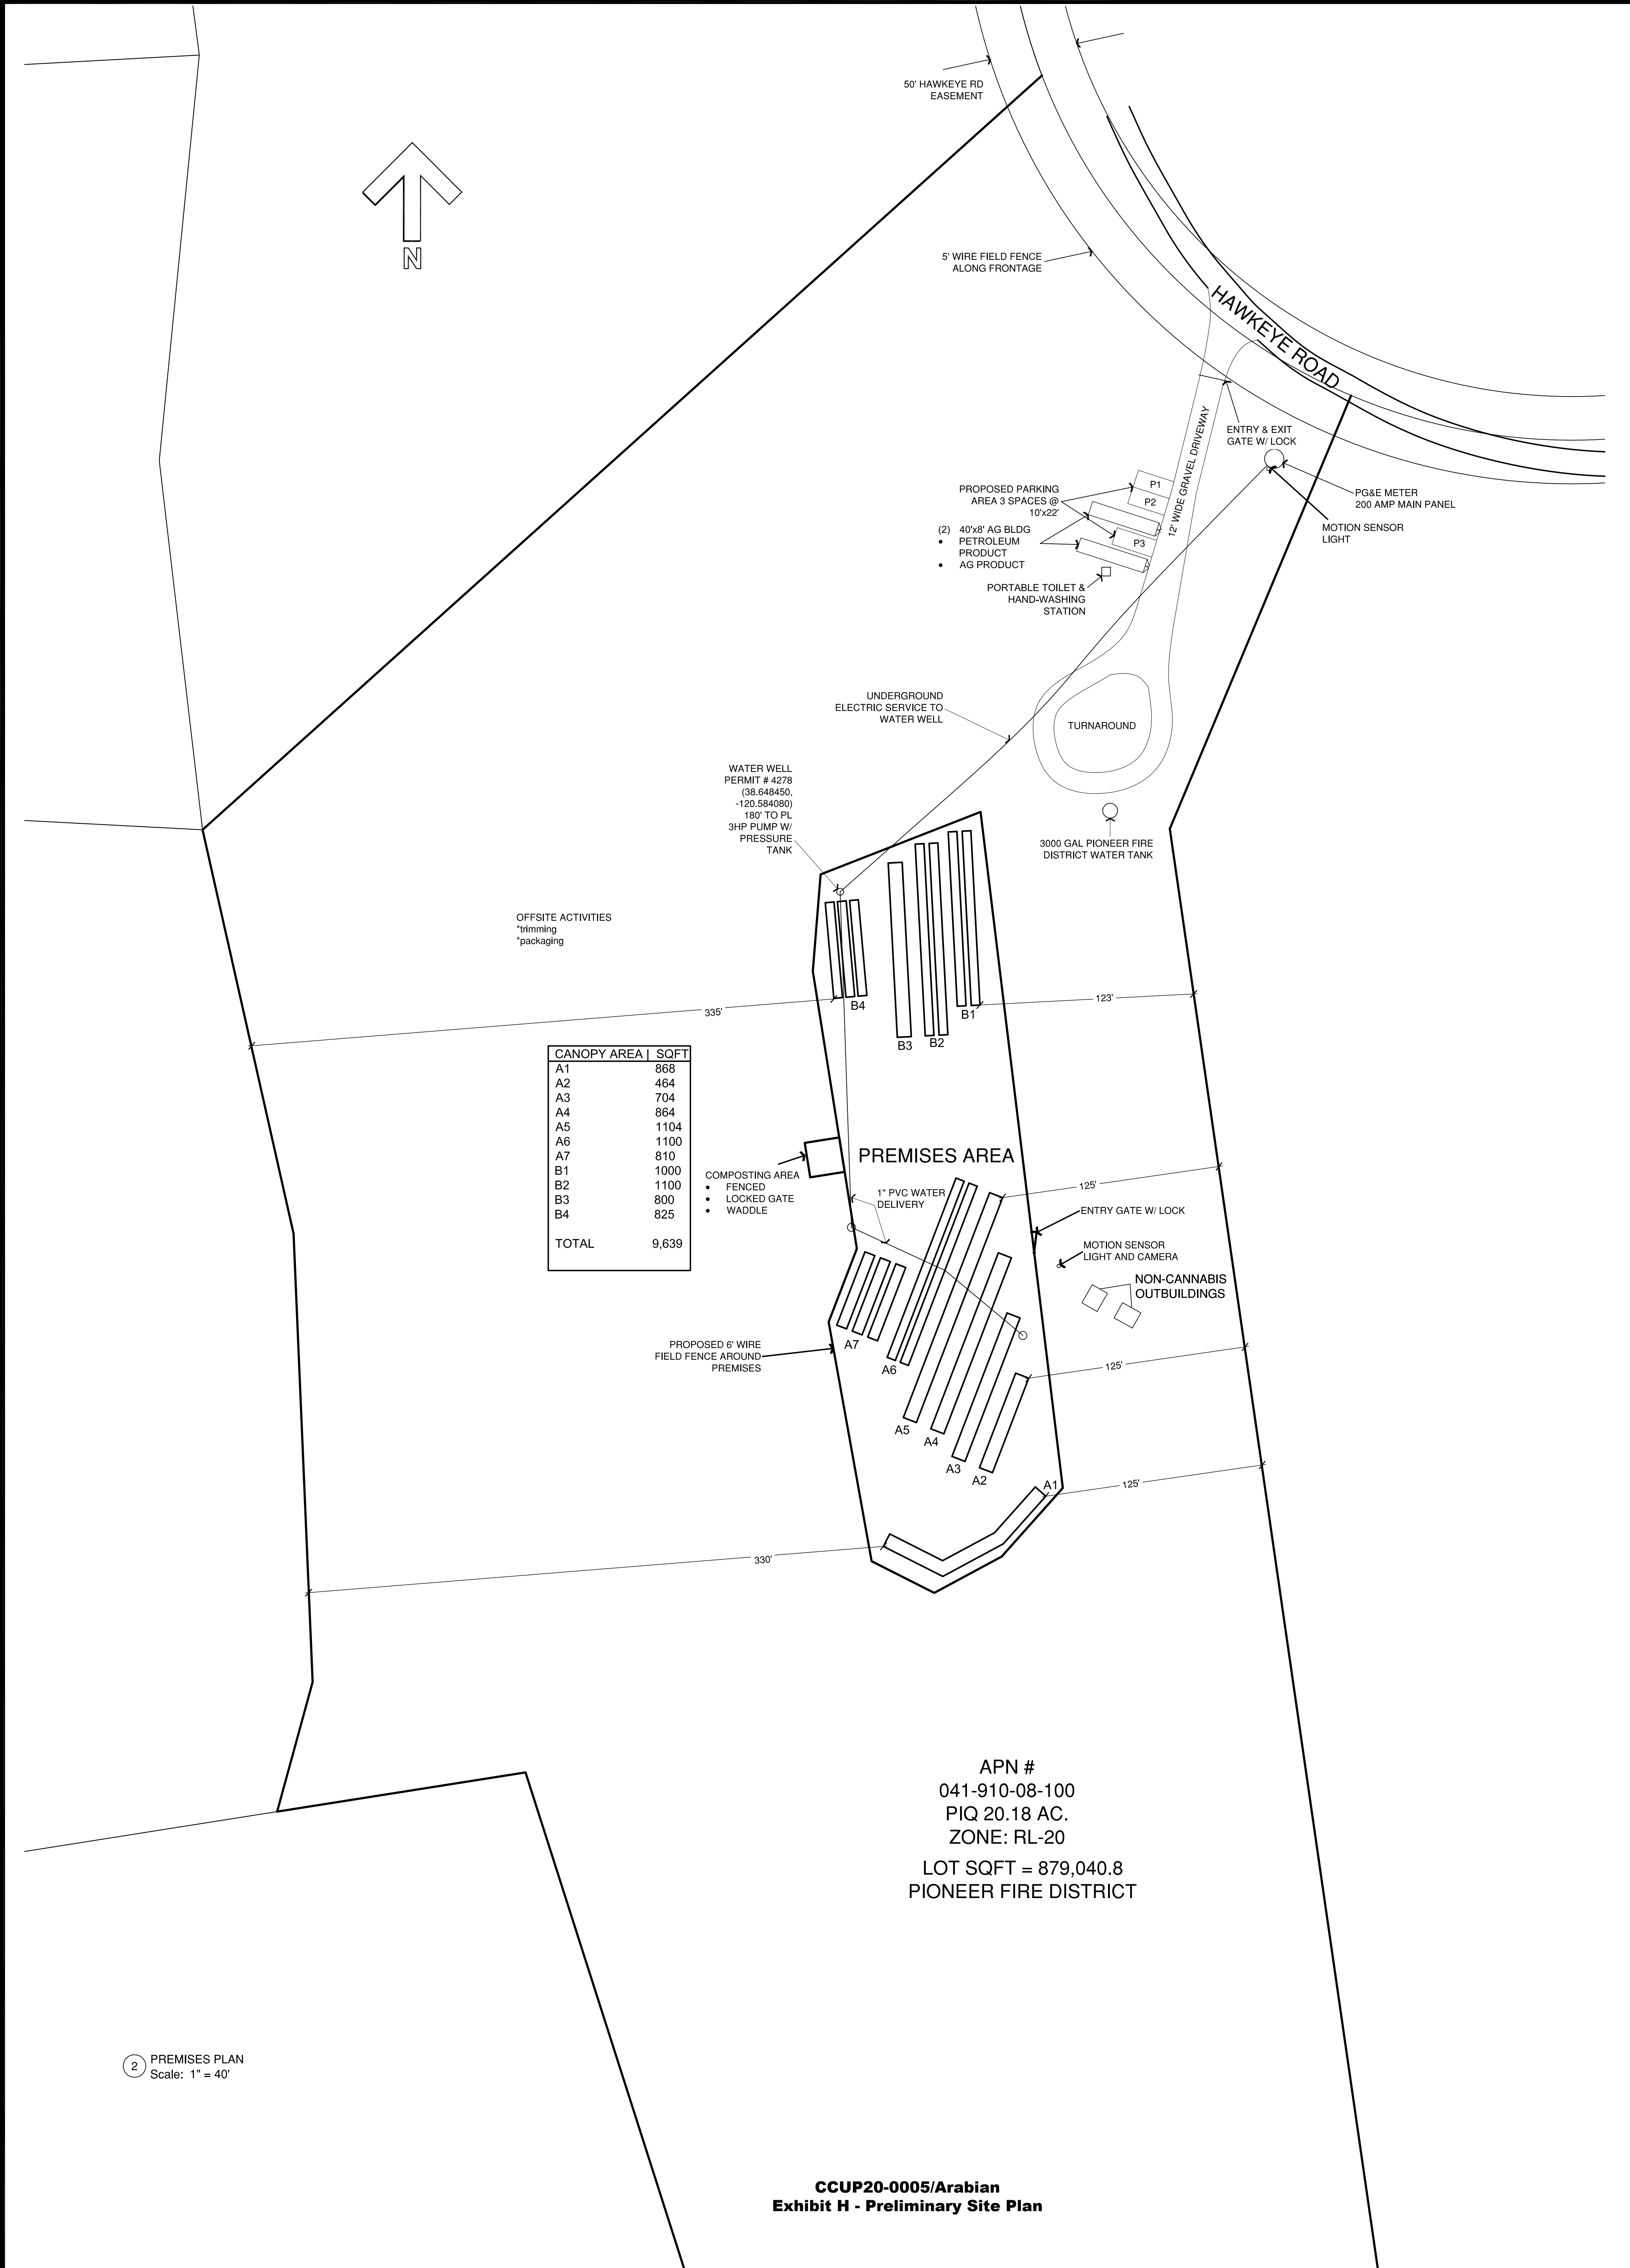 50' HAWKEYE RD
EASEMENT
N
5' WIRE FIELD FENCE
ALONG FRONTAGE
HAWKEYE ROAD
12' WIDE GRAVEL DRIVEWAY
ENTRY & EXIT
GATE W/ LOCK
PG&E METER
200 AMP MAIN PANEL
MOTION SENSOR
LIGHT
PROPOSED PARKING
AREA 3 SPACES @
10'x22'
P1
P2
P3
(2) 40'x8' AG BLDG
• PETROLEUM
PRODUCT
• AG PRODUCT
PORTABLE TOILET &
HAND-WASHING
STATION
UNDERGROUND
ELECTRIC SERVICE TO
WATER WELL
TURNAROUND
WATER WELL
PERMIT # 4278
(38.648450,
-120.584080)
180' TO PL
3HP PUMP W/
PRESSURE
TANK
3000 GAL PIONEER FIRE
DISTRICT WATER TANK
OFFSITE ACTIVITIES
*trimming
*packaging
335'
B4
B3
B2
B1
123'
CANOPY AREA | SQFT
A1 868
A2 464
A3 704
A4 864
A5 1104
A6 1100
A7 810
B1 1000
B2 1100
B3 800
B4 825
TOTAL 9,639
COMPOSTING AREA
• FENCED
• LOCKED GATE
• WADDLE
PREMISES AREA
1" PVC WATER
DELIVERY
125'
ENTRY GATE W/ LOCK
MOTION SENSOR
LIGHT AND CAMERA
NON-CANNABIS
OUTBUILDINGS
PROPOSED 6' WIRE
FIELD FENCE AROUND
PREMISES
A7
A6
A5
A4
A3
A2
A1
125'
125'
330'
APN #
041-910-08-100
PIQ 20.18 AC.
ZONE: RL-20
LOT SQFT = 879,040.8
PIONEER FIRE DISTRICT
2 PREMISES PLAN
Scale: 1" = 40'
CCUP20-0005/Arabian
Exhibit H - Preliminary Site Plan